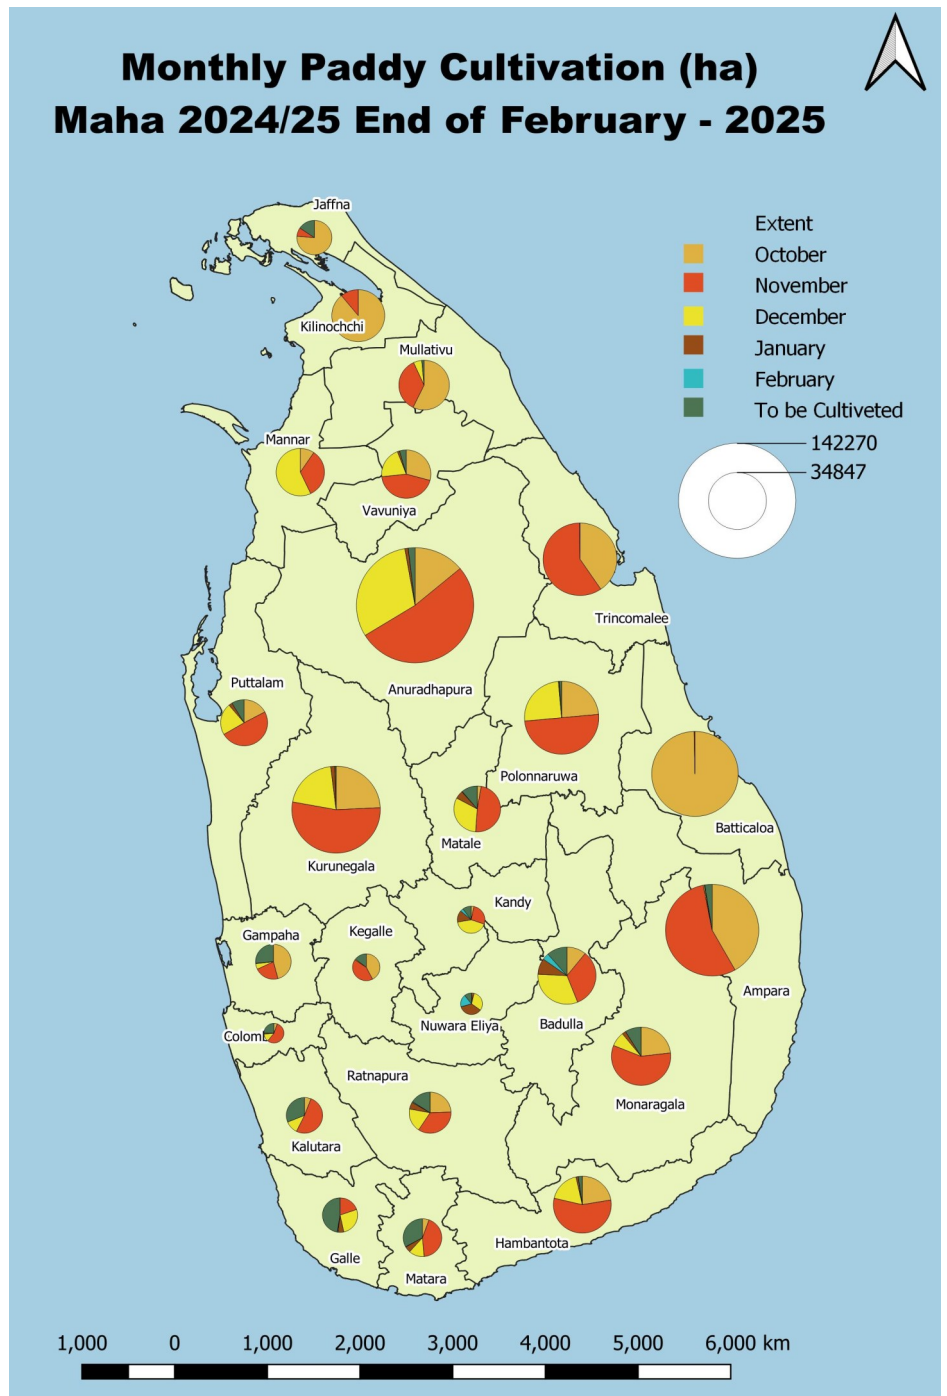 Monthly Paddy Cultivation (ha)
Maha 2024/25 End of February - 2025
Jaffna
Extent
October
November
December
January
February
To be Cultiveted
142270
34847
Kilinochchi
Mullativu
Mannar
Vavuniya
Trincomalee
Puttalam
Anuradhapura
Polonnaruwa
Batticaloa
Kurunegala
Matale
Kandy
Gampaha
Kegalle
Ampara
Nuwara Eliya
Badulla
Colom
Ratnapura
Monaragala
Kalutara
Hambantota
Galle
Matara
1,000 0 1,000 2,000 3,000 4,000 5,000 6,000 km